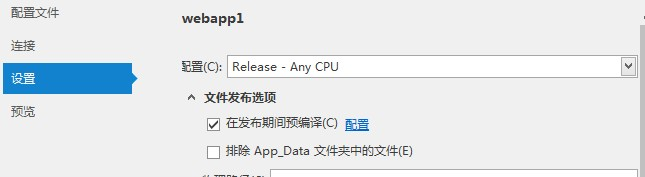 配置文件
连接
设置
预览
webapp1
配置(C): Release - Any CPU
文件发布选项
在发布期间预编译(C) 配置
排除 App_Data 文件夹中的文件(E)